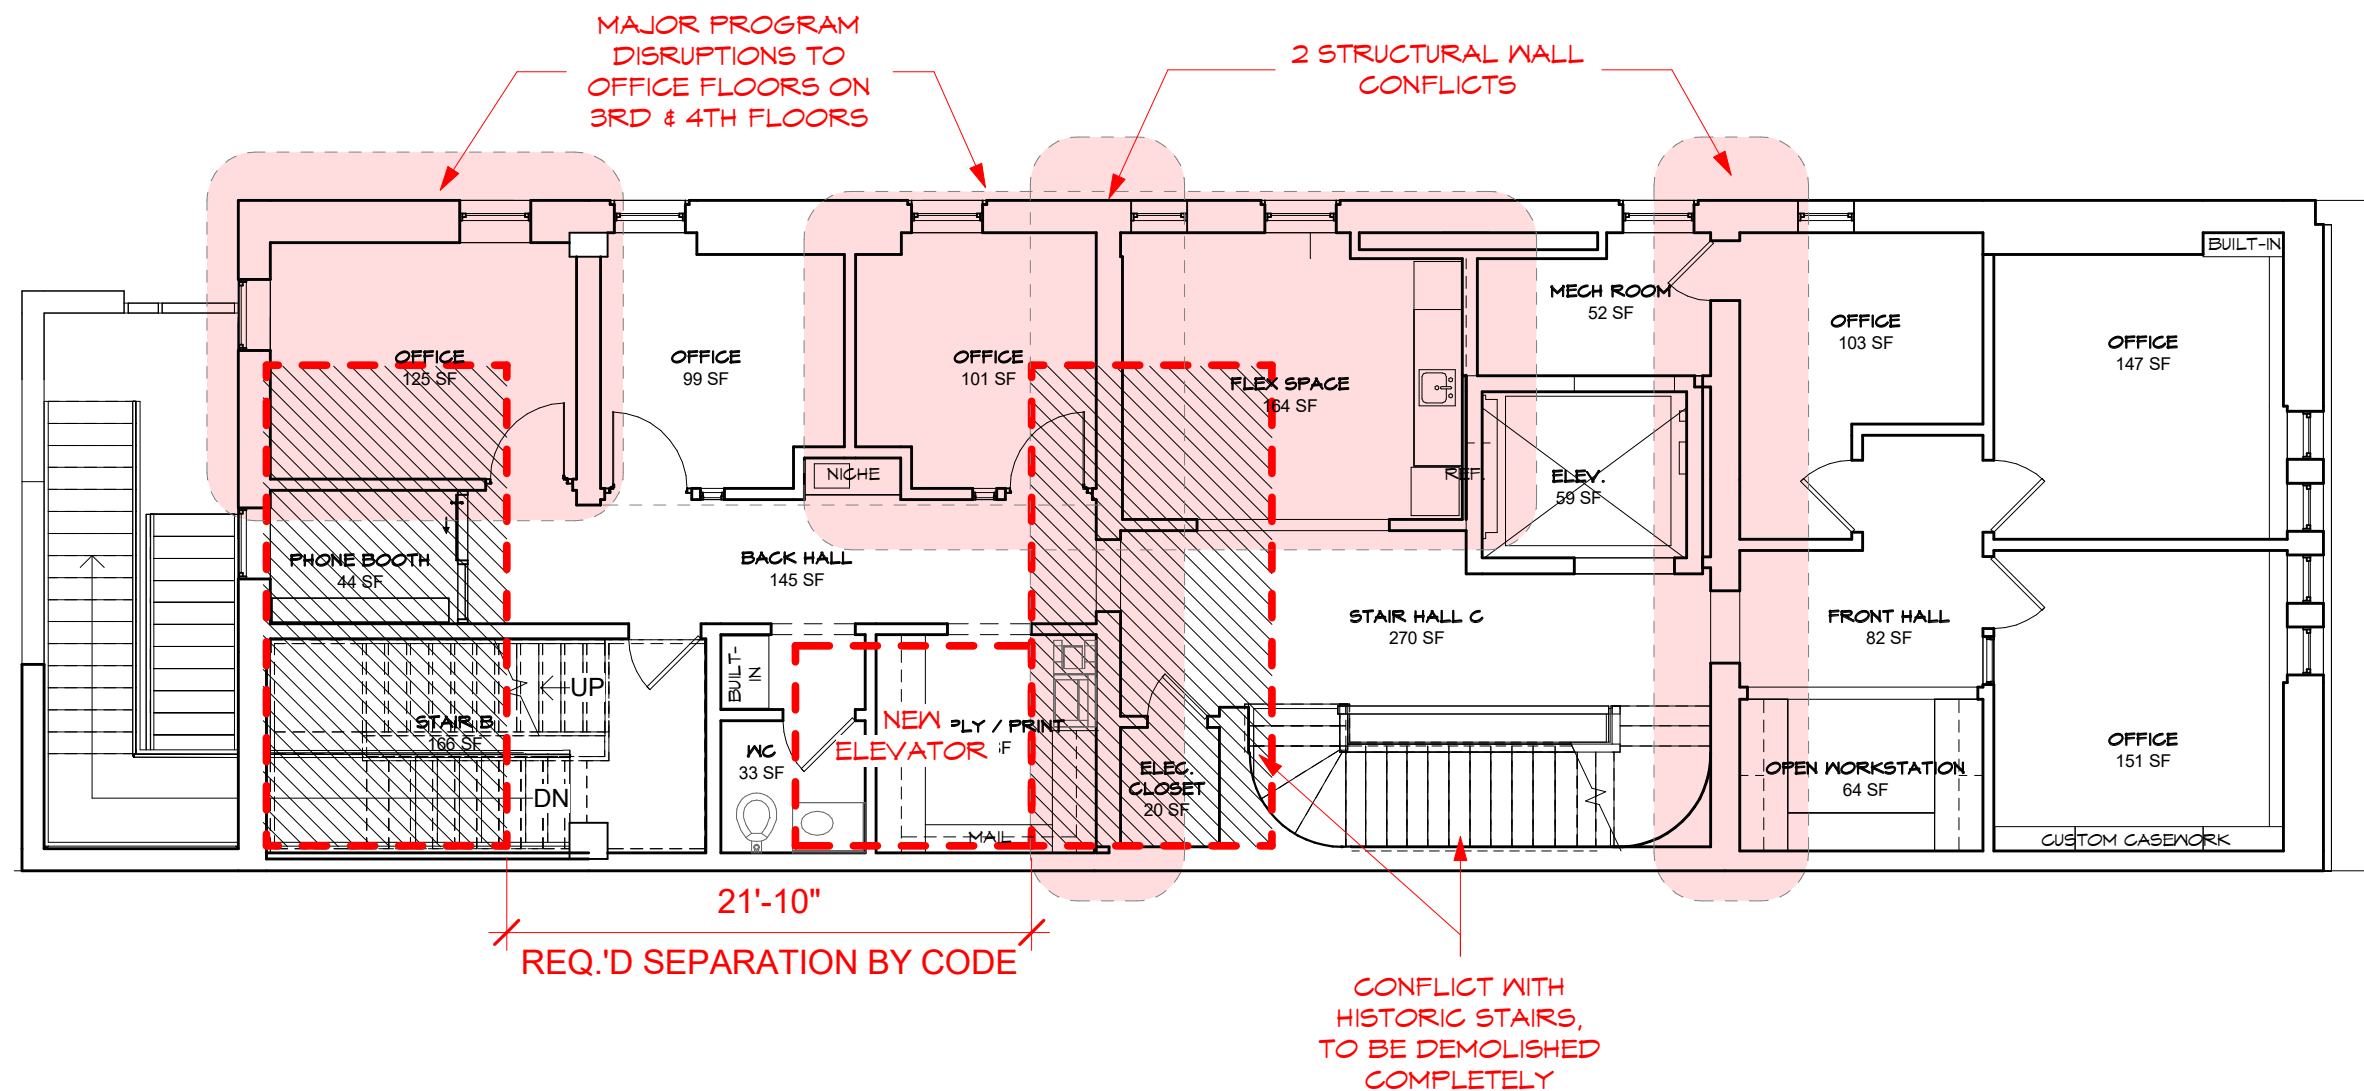 MAJOR PROGRAM
DISRUPTIONS TO
OFFICE FLOORS ON
3RD & 4TH FLOORS
2 STRUCTURAL WALL
CONFLICTS
BUILT-IN
MECH ROOM
52 SF
OFFICE
103 SF
OFFICE
147 SF
OFFICE
125 SF
OFFICE
99 SF
OFFICE
101 SF
FLEX SPACE
164 SF
NICHE
REF.
ELEV.
59 SF
PHONE BOOTH
44 SF
BACK HALL
145 SF
STAIR HALL C
270 SF
FRONT HALL
82 SF
UP
BUILT-
IN
STAIR B
166 SF
NEW
ELEVATOR
PLY / PRINT
SF
WC
33 SF
DN
MAIL
ELEC.
CLOSET
20 SF
OPEN WORKSTATION
64 SF
OFFICE
151 SF
CUSTOM CASEWORK
21'-10"
REQ.'D SEPARATION BY CODE
CONFLICT WITH
HISTORIC STAIRS,
TO BE DEMOLISHED
COMPLETELY